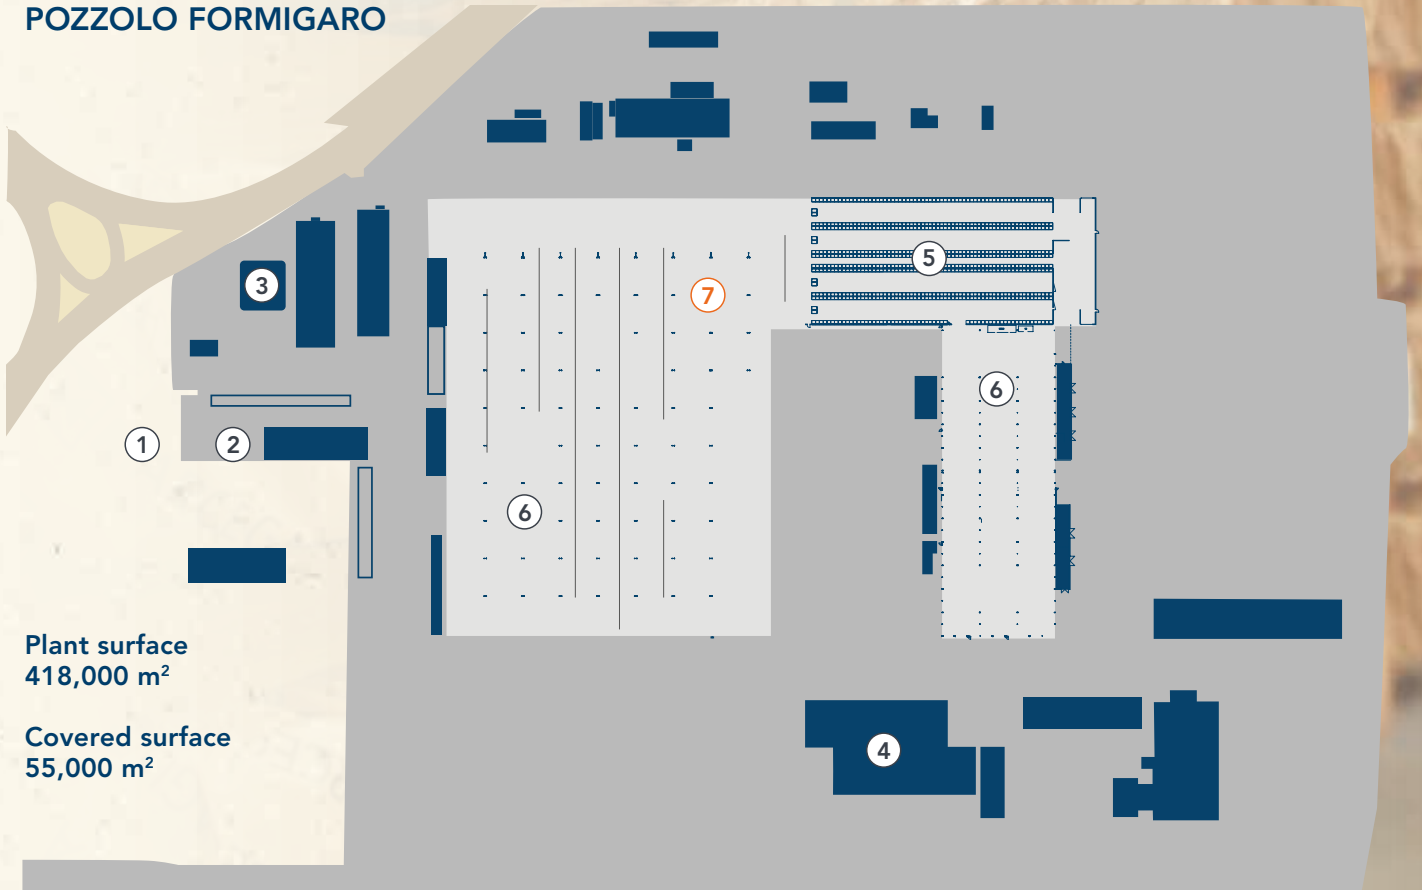 POZZOLO FORMIGARO
7
5
3
6
1
2
6
Plant surface
418,000 m²
Covered surface
55,000 m²
4